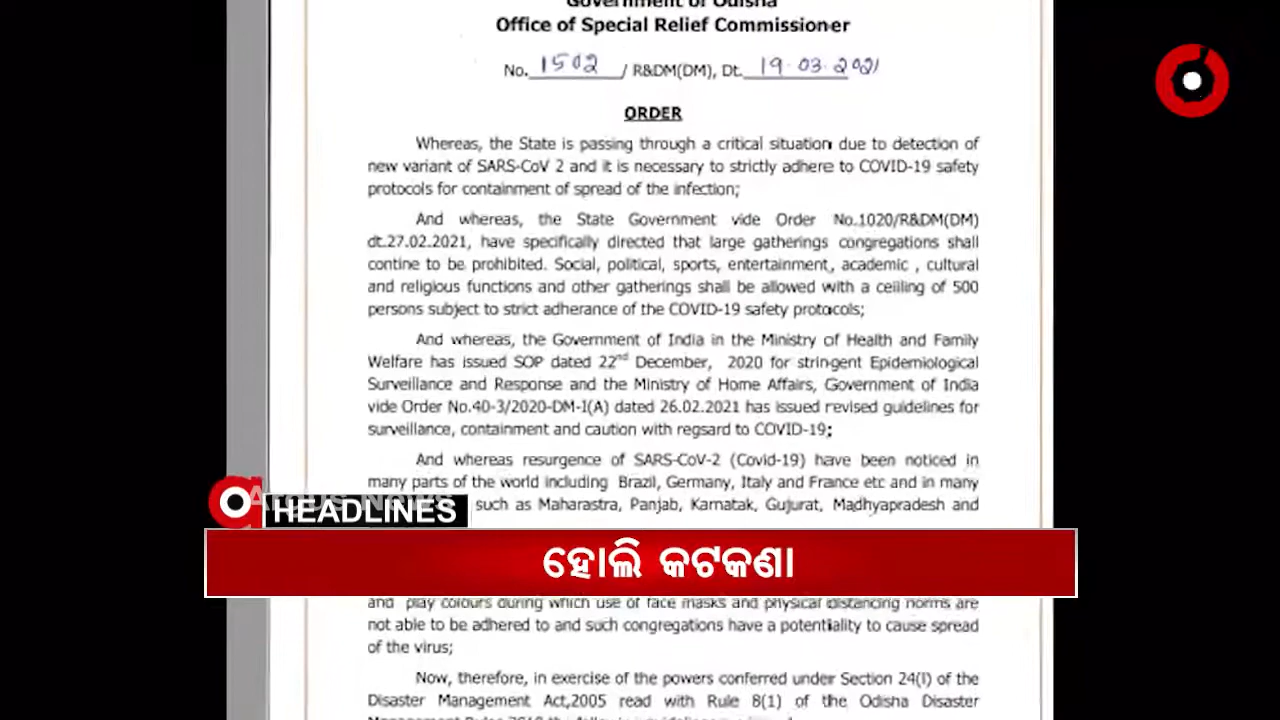 Government of Odisha
Office of Special Relief Commissioner
No. 1502 / R&DM(DM), Dt. 19.03.2021
ORDER
Whereas, the State is passing through a critical situation due to detection of
new variant of SARS-CoV 2 and it is necessary to strictly adhere to COVID-19 safety
protocols for containment of spread of the infection;
And whereas, the State Government vide Order No.1020/R&DM(DM)
dt.27.02.2021, have specifically directed that large gatherings congregations shall
contine to be prohibited. Social, political, sports, entertainment, academic , cultural
and religious functions and other gatherings shall be allowed with a ceiling of 500
persons subject to strict adherance of the COVID-19 safety protocols;
And whereas, the Government of India in the Ministry of Health and Family
Welfare has issued SOP dated 22nd December, 2020 for stringent Epidemiological
Surveillance and Response and the Ministry of Home Affairs, Government of India
vide Order No.40-3/2020-DM-I(A) dated 26.02.2021 has issued revised guidelines for
surveillance, containment and caution with regsard to COVID-19;
And whereas resurgence of SARS-CoV-2 (Covid-19) have been noticed in
many parts of the world including Brazil, Germany, Italy and France etc and in many
such as Maharastra, Panjab, Karnatak, Gujurat, Madhyapradesh and
HEADLINES
ହୋଲି କଟକଣା
and play colours during which use of face masks and physical distancing norms are
not able to be adhered to and such congregations have a potentiality to cause spread
of the virus;
Now, therefore, in exercise of the powers conferred under Section 24(l) of the
Disaster Management Act,2005 read with Rule 8(1) of the Odisha Disaster